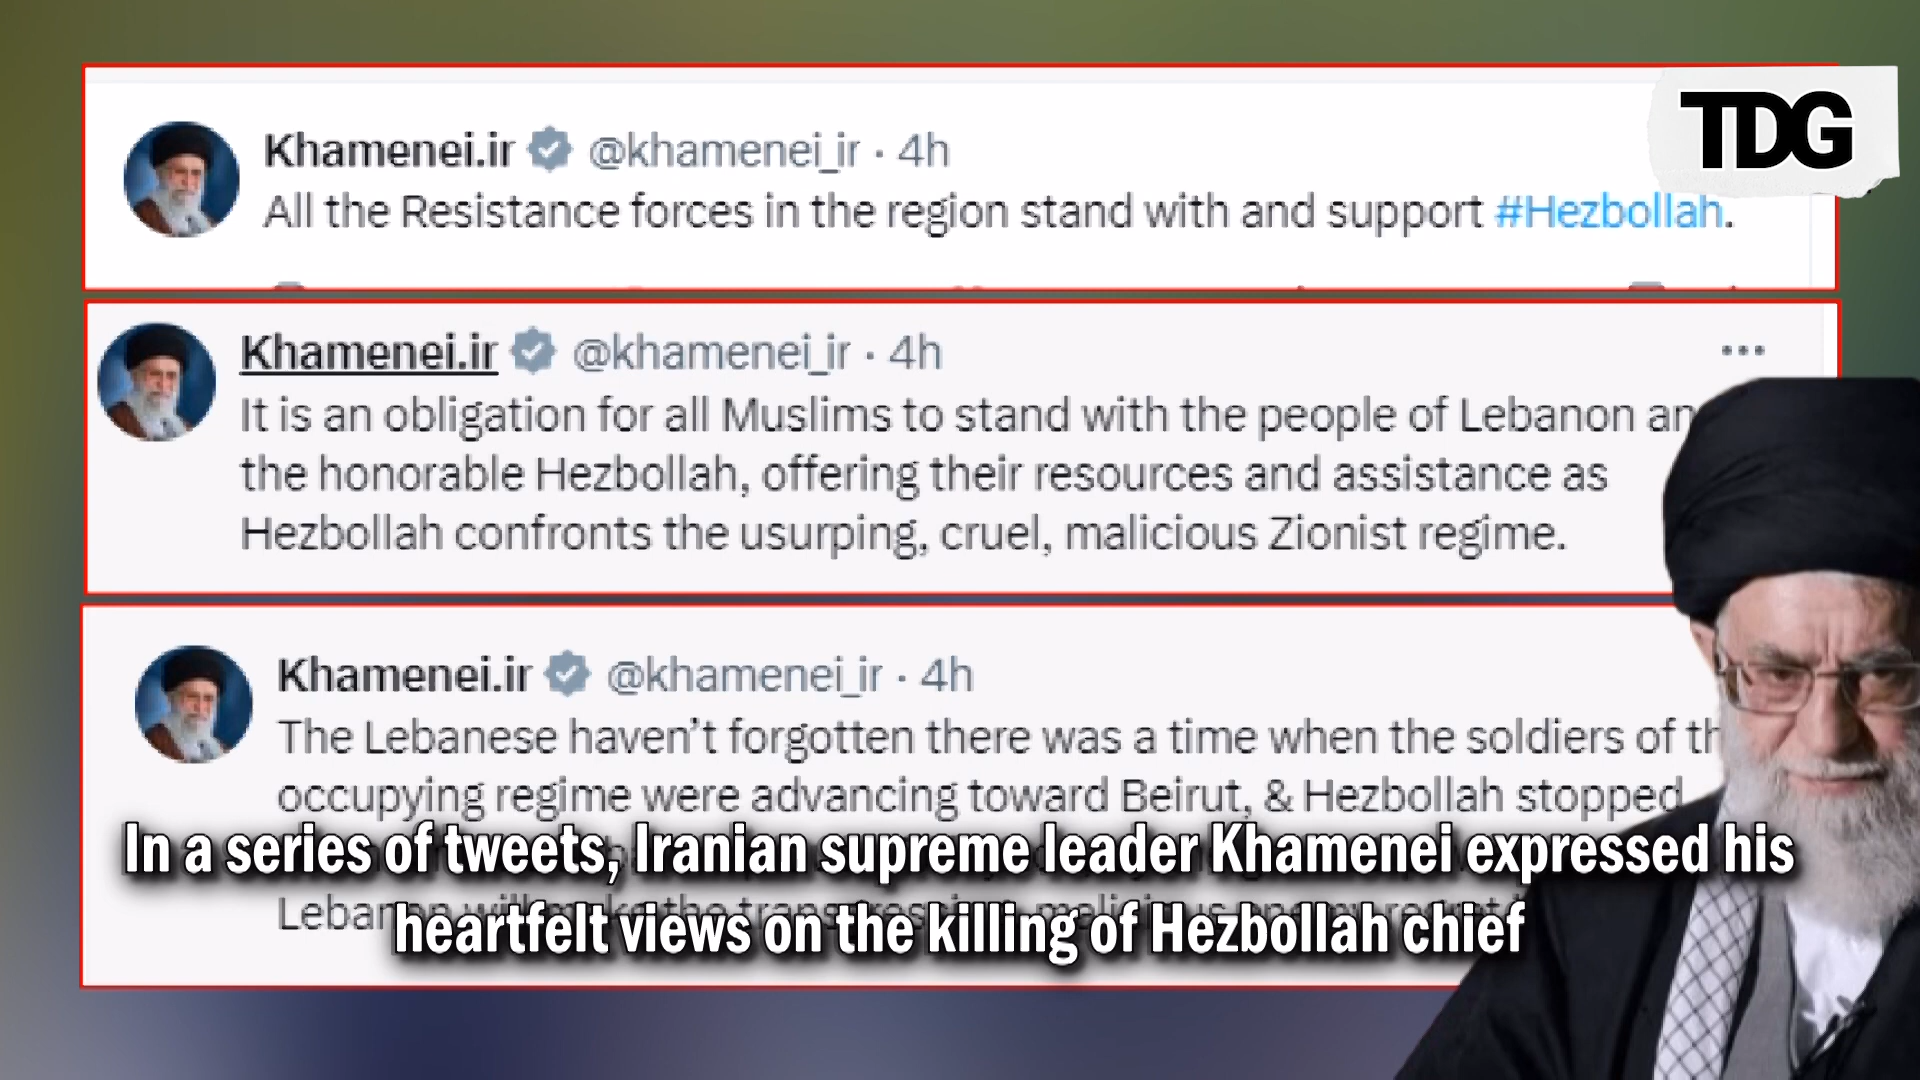 TDG
Khamenei.ir @khamenei_ir · 4h
All the Resistance forces in the region stand with and support #Hezbollah.
Khamenei.ir @khamenei_ir · 4h
It is an obligation for all Muslims to stand with the people of Lebanon
the honorable Hezbollah, offering their resources and assistance as
Hezbollah confronts the usurping, cruel, malicious Zionist regime.
Khamenei.ir @khamenei_ir · 4h
The Lebanese haven't forgotten there was a time when the soldiers of
occupying regime were advancing toward Beirut, & Hezbollah stopped
In a series of tweets, Iranian supreme leader Khamenei expressed his
heartfelt views on the killing of Hezbollah chief